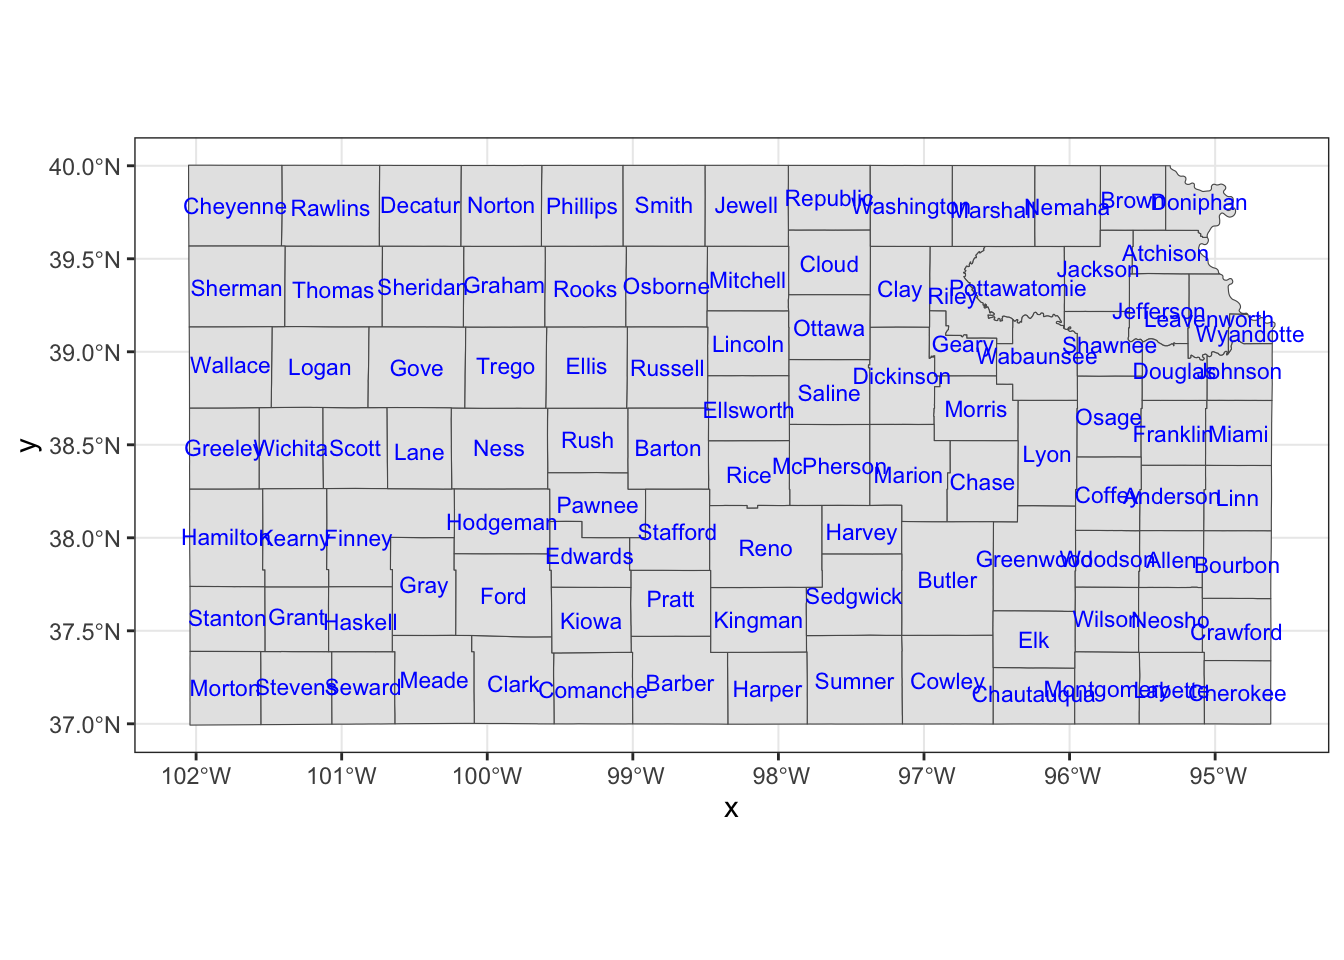 40.0°N
Cheyenne Rawlins Decatur Norton Phillips Smith Jewell Republic Washington Marshall Nemaha Brown Doniphan
39.5°N
Atchison
Sherman Thomas Sheridan Graham Rooks Osborne Mitchell Cloud Clay Riley Pottawatomie Jackson
Jefferson Leavenworth
39.0°N
Lincoln Ottawa Geary Wabaunsee Shawnee Wyandotte
Wallace Logan Gove Trego Ellis Russell Saline Dickinson Douglas Johnson
Ellsworth Morris Osage
38.5°N
Greeley Wichita Scott Lane Ness Rush Barton Rice McPherson Marion Chase Lyon Franklin Miami
Pawnee Coffey Anderson Linn
38.0°N
Hamilton Kearny Finney Hodgeman Edwards Stafford Reno Harvey Greenwood Woodson Allen Bourbon
Gray Ford Pratt Sedgwick Butler
37.5°N
Stanton Grant Haskell Kiowa Kingman Elk Wilson Neosho Crawford
Morton Stevens Seward Meade Clark Comanche Barber Harper Sumner Cowley Chautauqua Montgomery Labette Cherokee
37.0°N
102°W 101°W 100°W 99°W 98°W 97°W 96°W 95°W
x
y